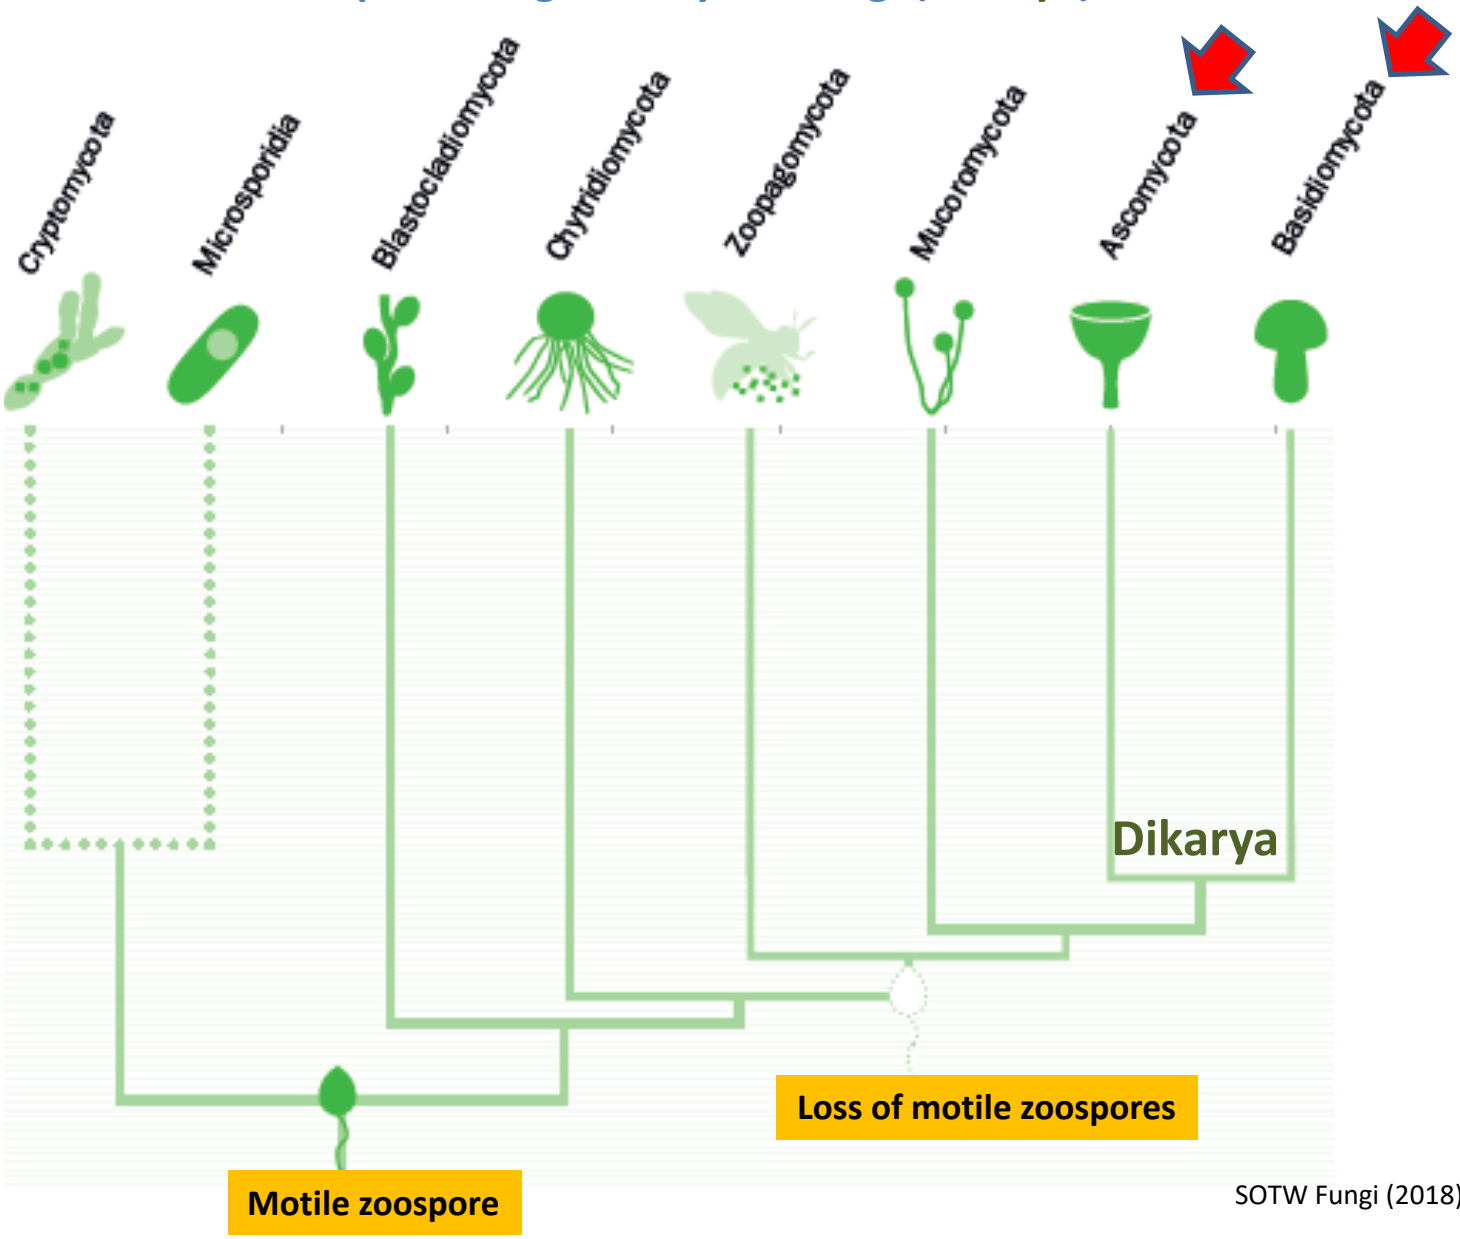 Cryptomycota
Microsporidia
Blastocladiomycota
Chytridiomycota
Zoopagomycota
Mucoromycota
Ascomycota
Basidiomycota
Dikarya
Loss of motile zoospores
Motile zoospore
SOTW Fungi (2018)